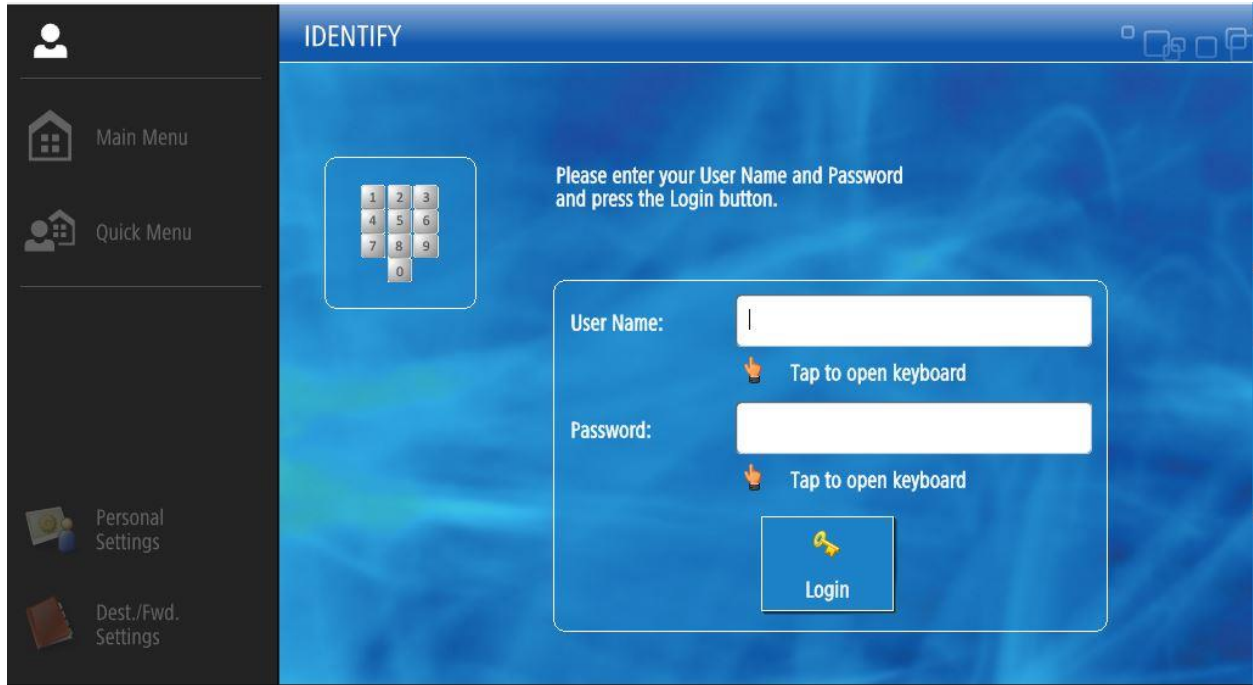 IDENTIFY
Main Menu
Quick Menu
Personal
Settings
Dest./Fwd.
Settings
1 2 3
4 5 6
7 8 9
0
Please enter your User Name and Password
and press the Login button.
User Name:
Tap to open keyboard
Password:
Tap to open keyboard
Login